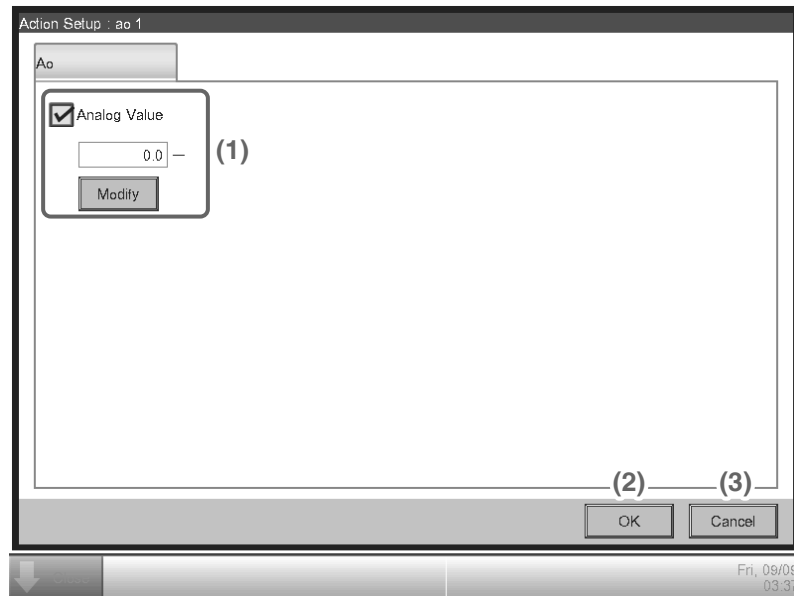 Action Setup : ao 1
Ao
Analog Value
0.0 —
(1)
Modify
(2)
(3)
OK
Cancel
Close
Fri, 09/09
03:37